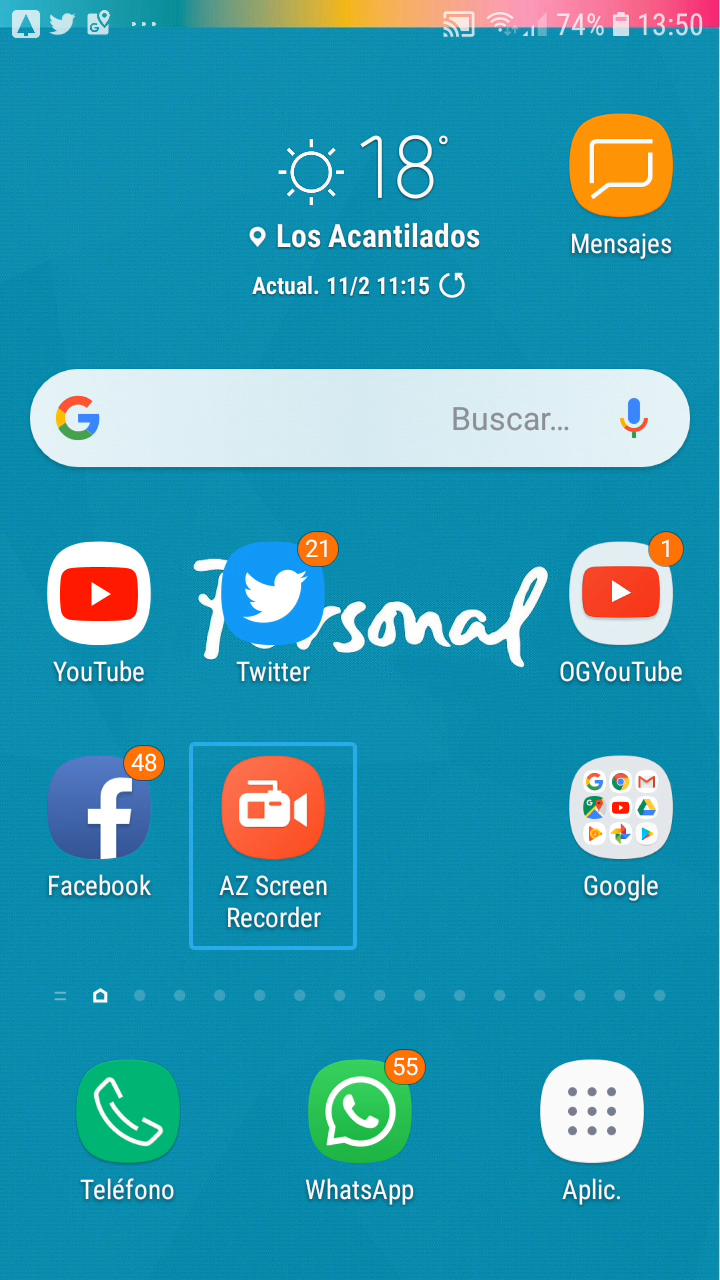 74% 13:50
18°
Los Acantilados
Actual. 11/2 11:15
Mensajes
Buscar...
Personal
21
1
YouTube
Twitter
OGYouTube
48
Facebook
AZ Screen
Recorder
Google
55
Teléfono
WhatsApp
Aplic.